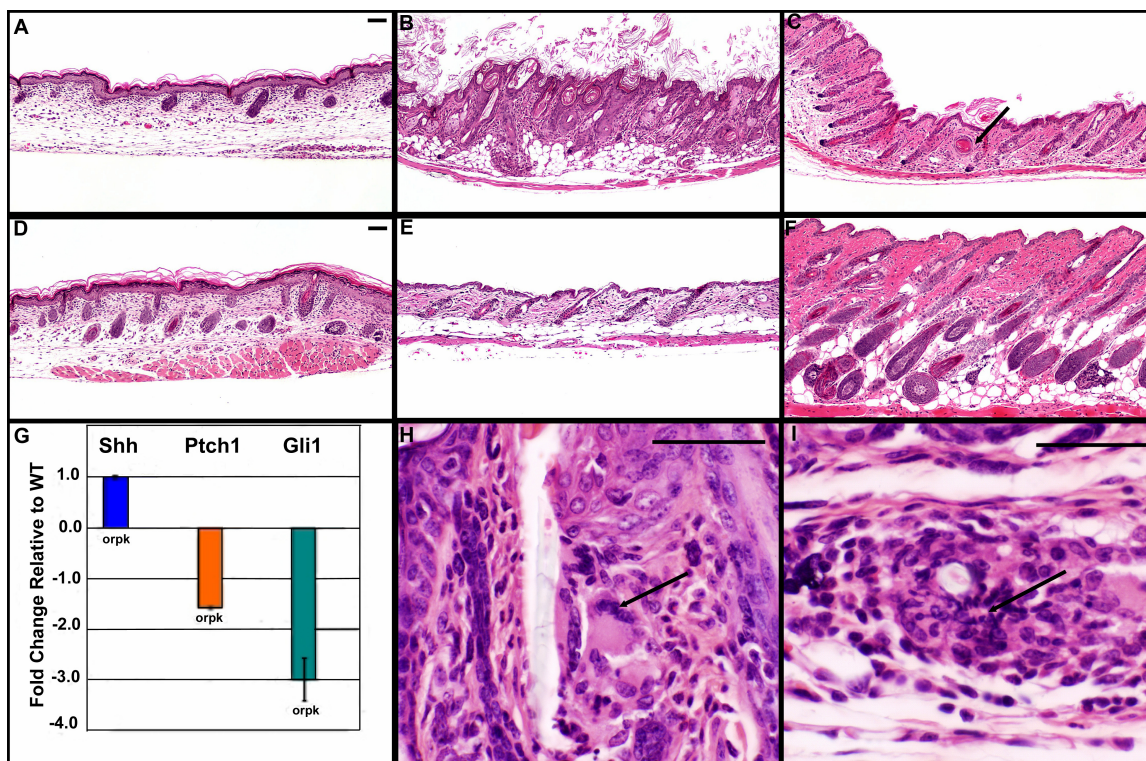 A
B
C
D
E
F
G
Shh Ptch1 Gli1
Fold Change Relative to WT
1.0
0.0
-1.0
-2.0
-3.0
-4.0
orpk
orpk
orpk
H
I